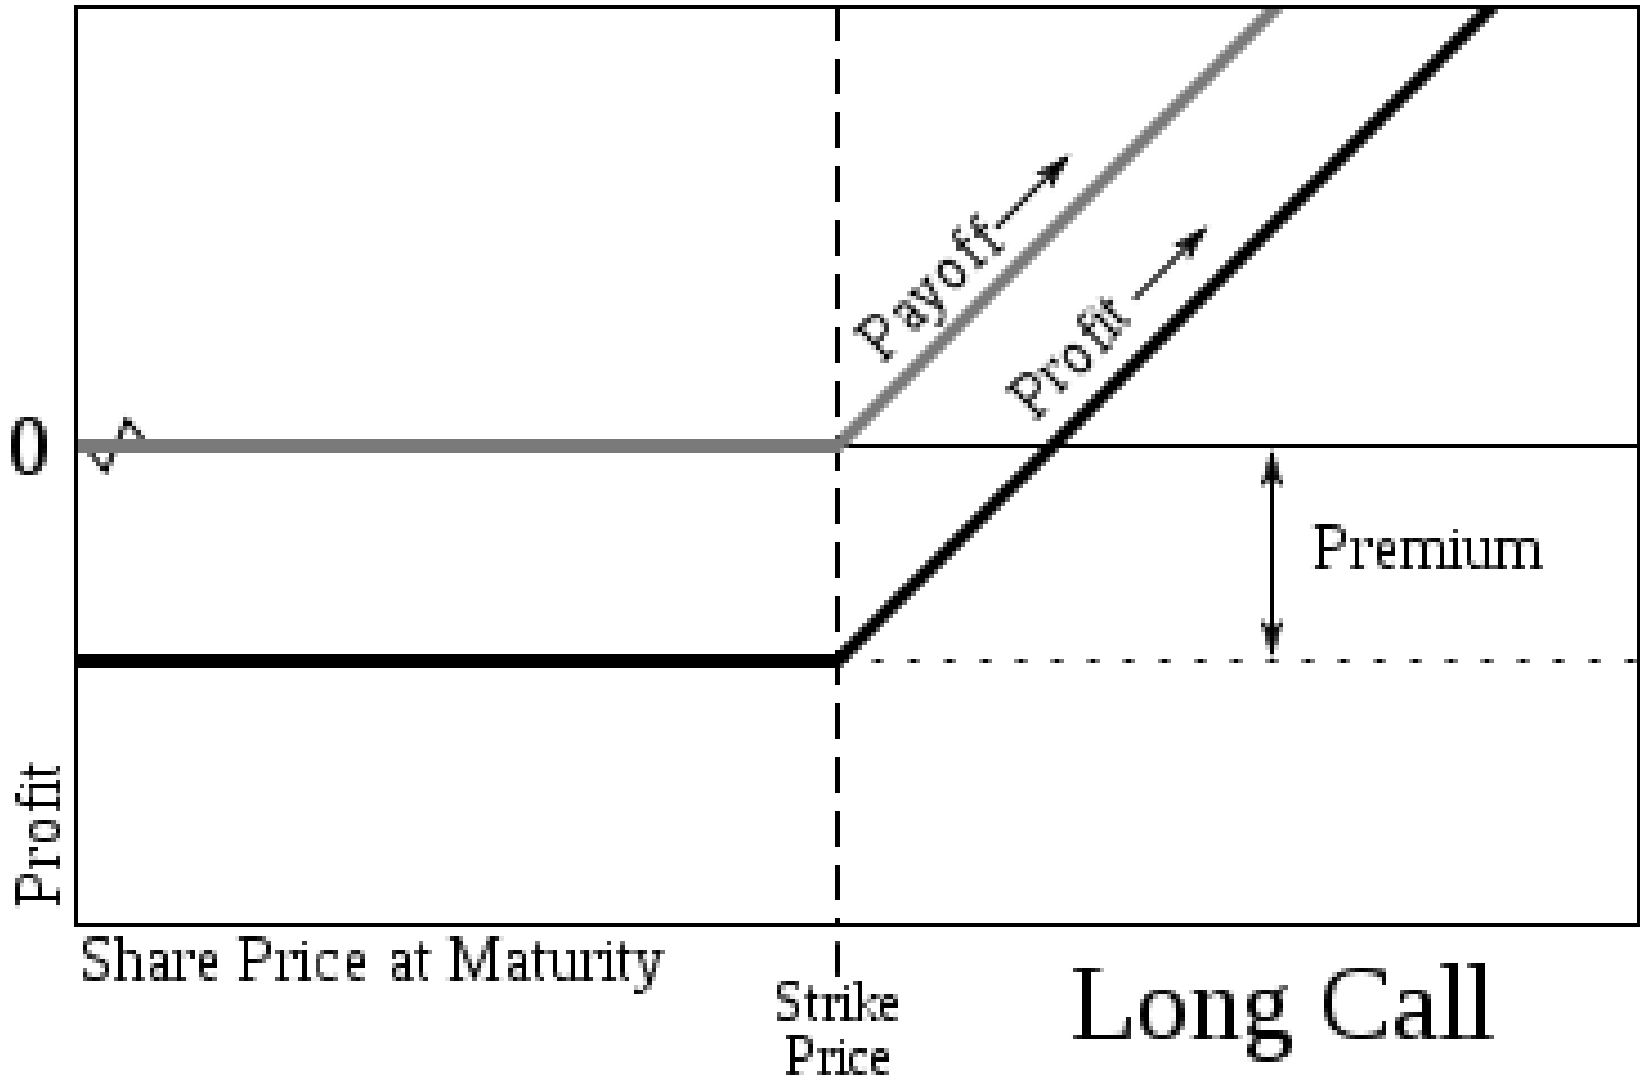 Payoff
Profit
0
Premium
Profit
Share Price at Maturity
Strike
Price
Long Call